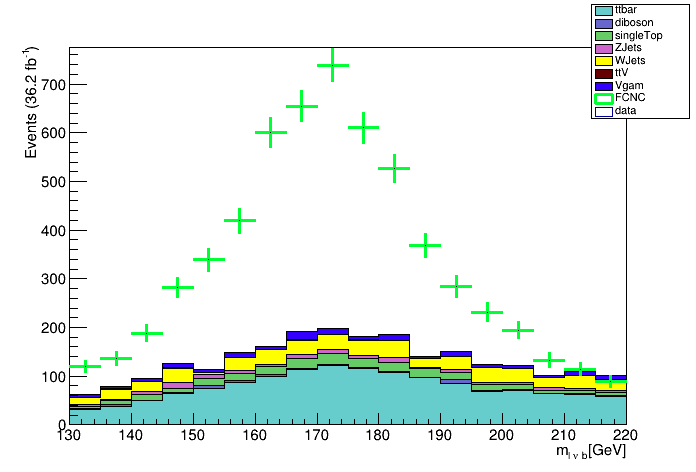 ttbar
diboson
singleTop
ZJets
WJets
ttV
Vgam
FCNC
data
Events (36.2 fb⁻¹)
700
600
500
400
300
200
100
0
130 140 150 160 170 180 190 200 210 220
m_{l ν b}[GeV]